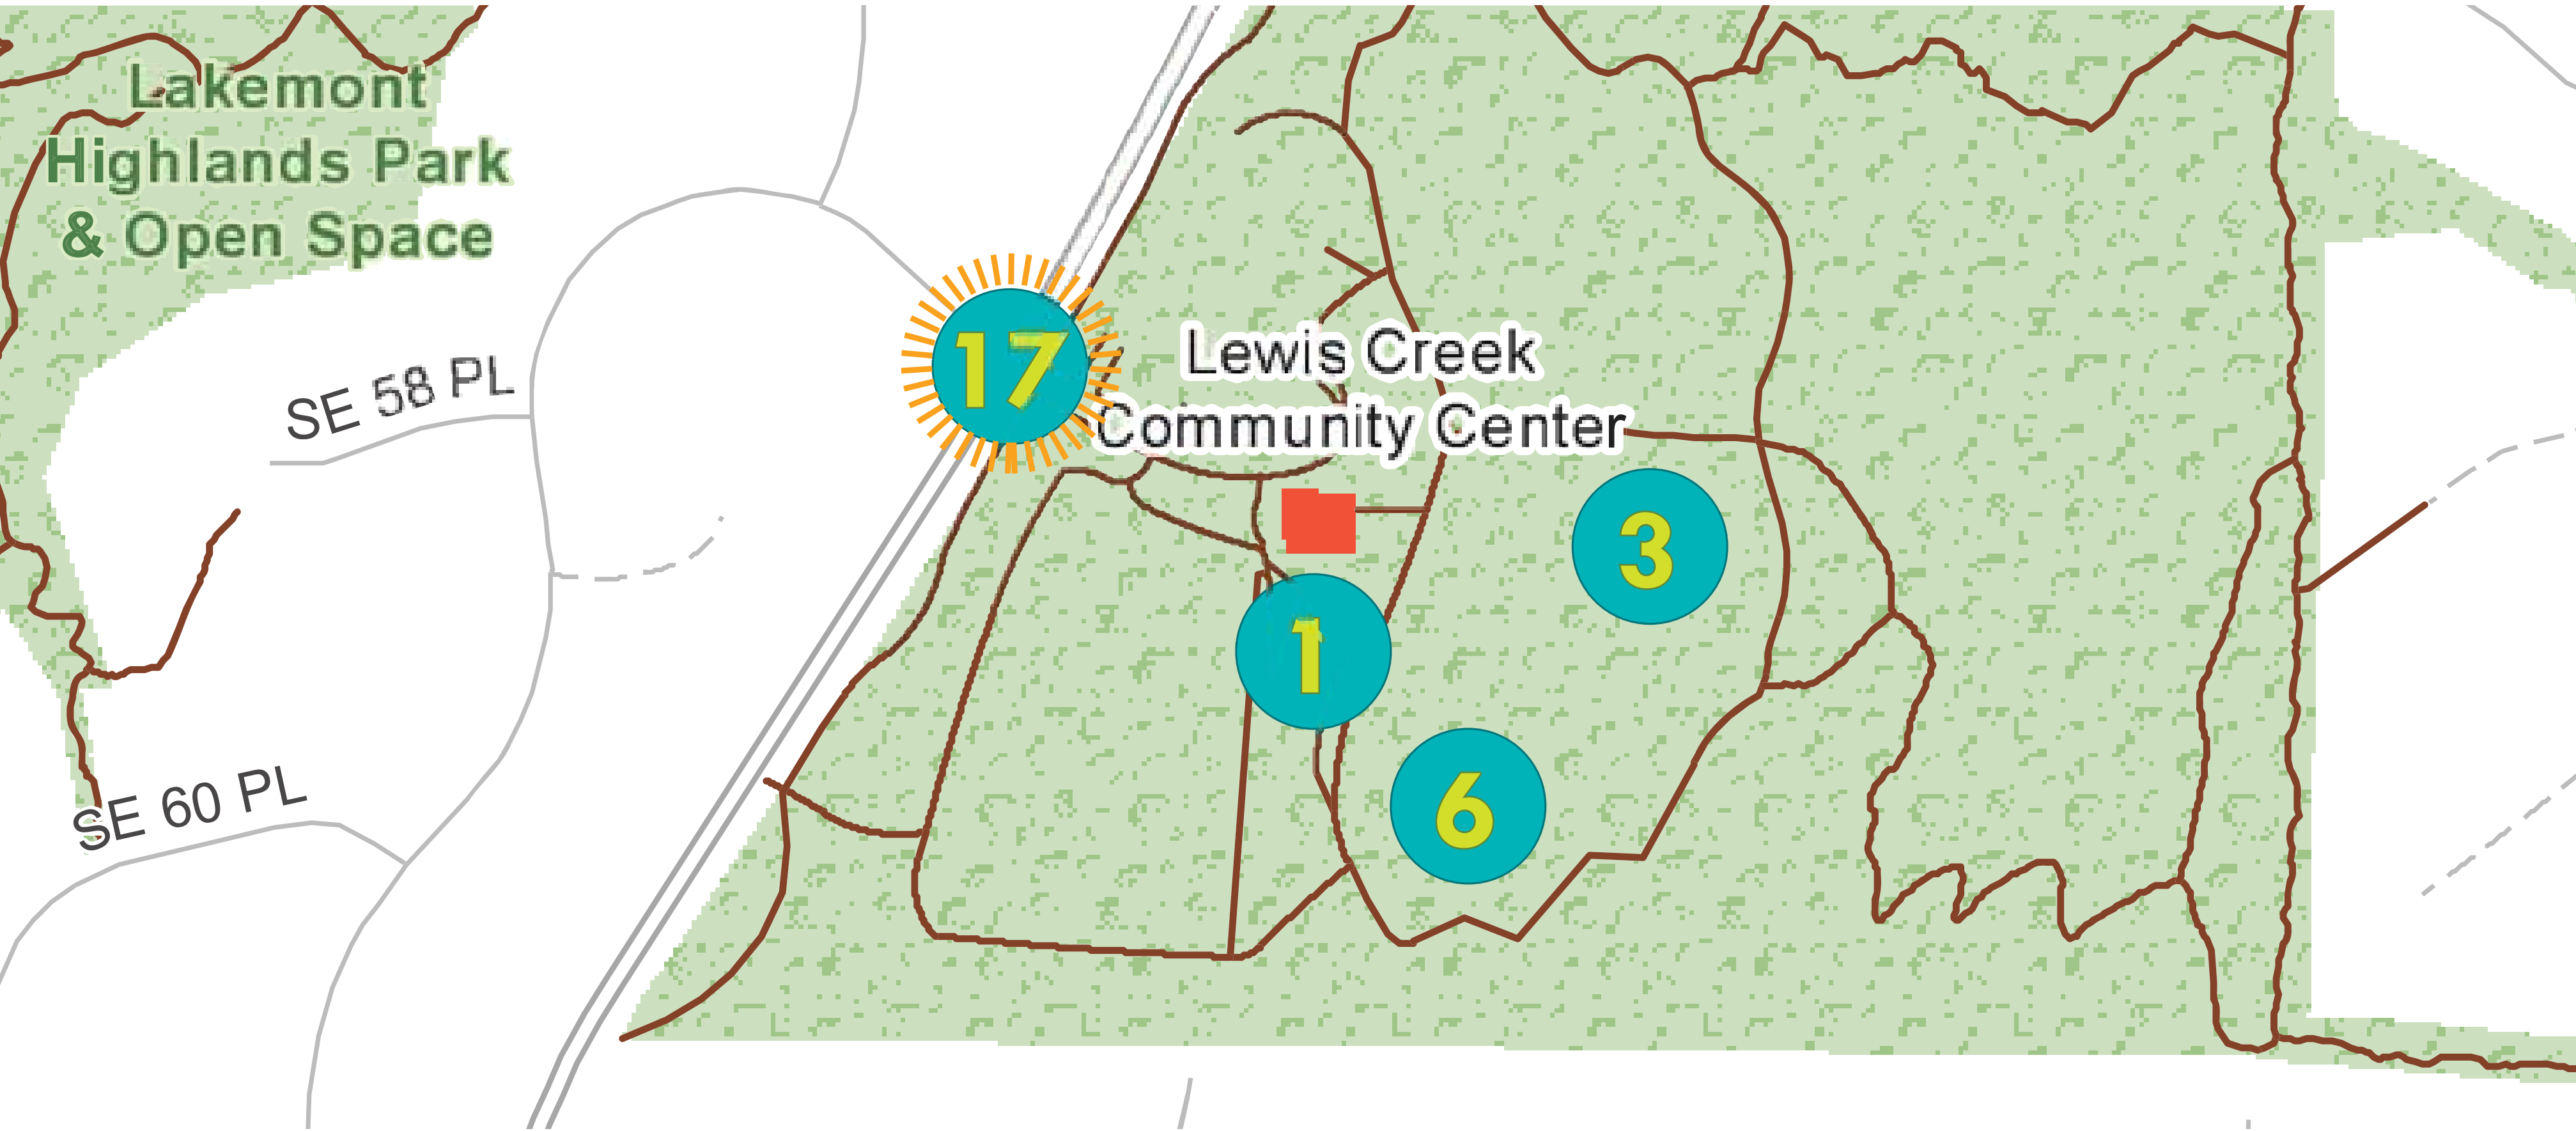 Lakemont
Highlands Park
& Open Space
17
Lewis Creek
Community Center
SE 58 PL
3
1
6
SE 60 PL